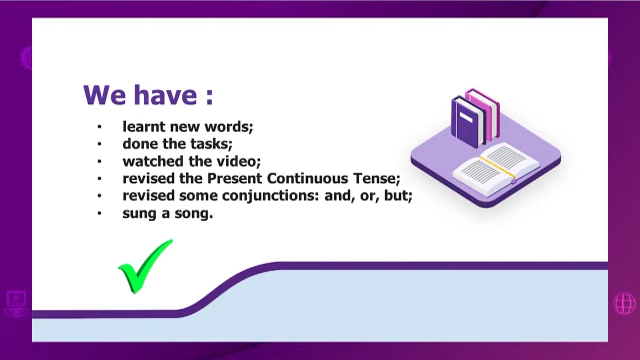 We have :
• learnt new words;
• done the tasks;
• watched the video;
• revised the Present Continuous Tense;
• revised some conjunctions: and, or, but;
• sung a song.